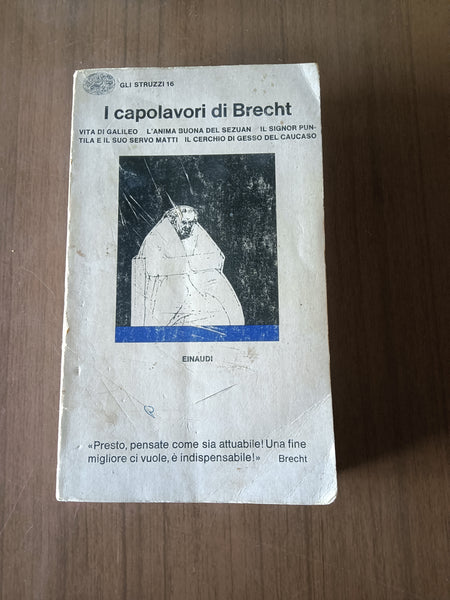 GLI STRUZZI 16
I capolavori di Brecht
VITA DI GALILEO L'ANIMA BUONA DEL SEZUAN IL SIGNOR PUN-
TILA E IL SUO SERVO MATTI IL CERCHIO DI GESSO DEL CAUCASO
EINAUDI
«Presto, pensate come sia attuabile! Una fine
migliore ci vuole, è indispensabile!» Brecht